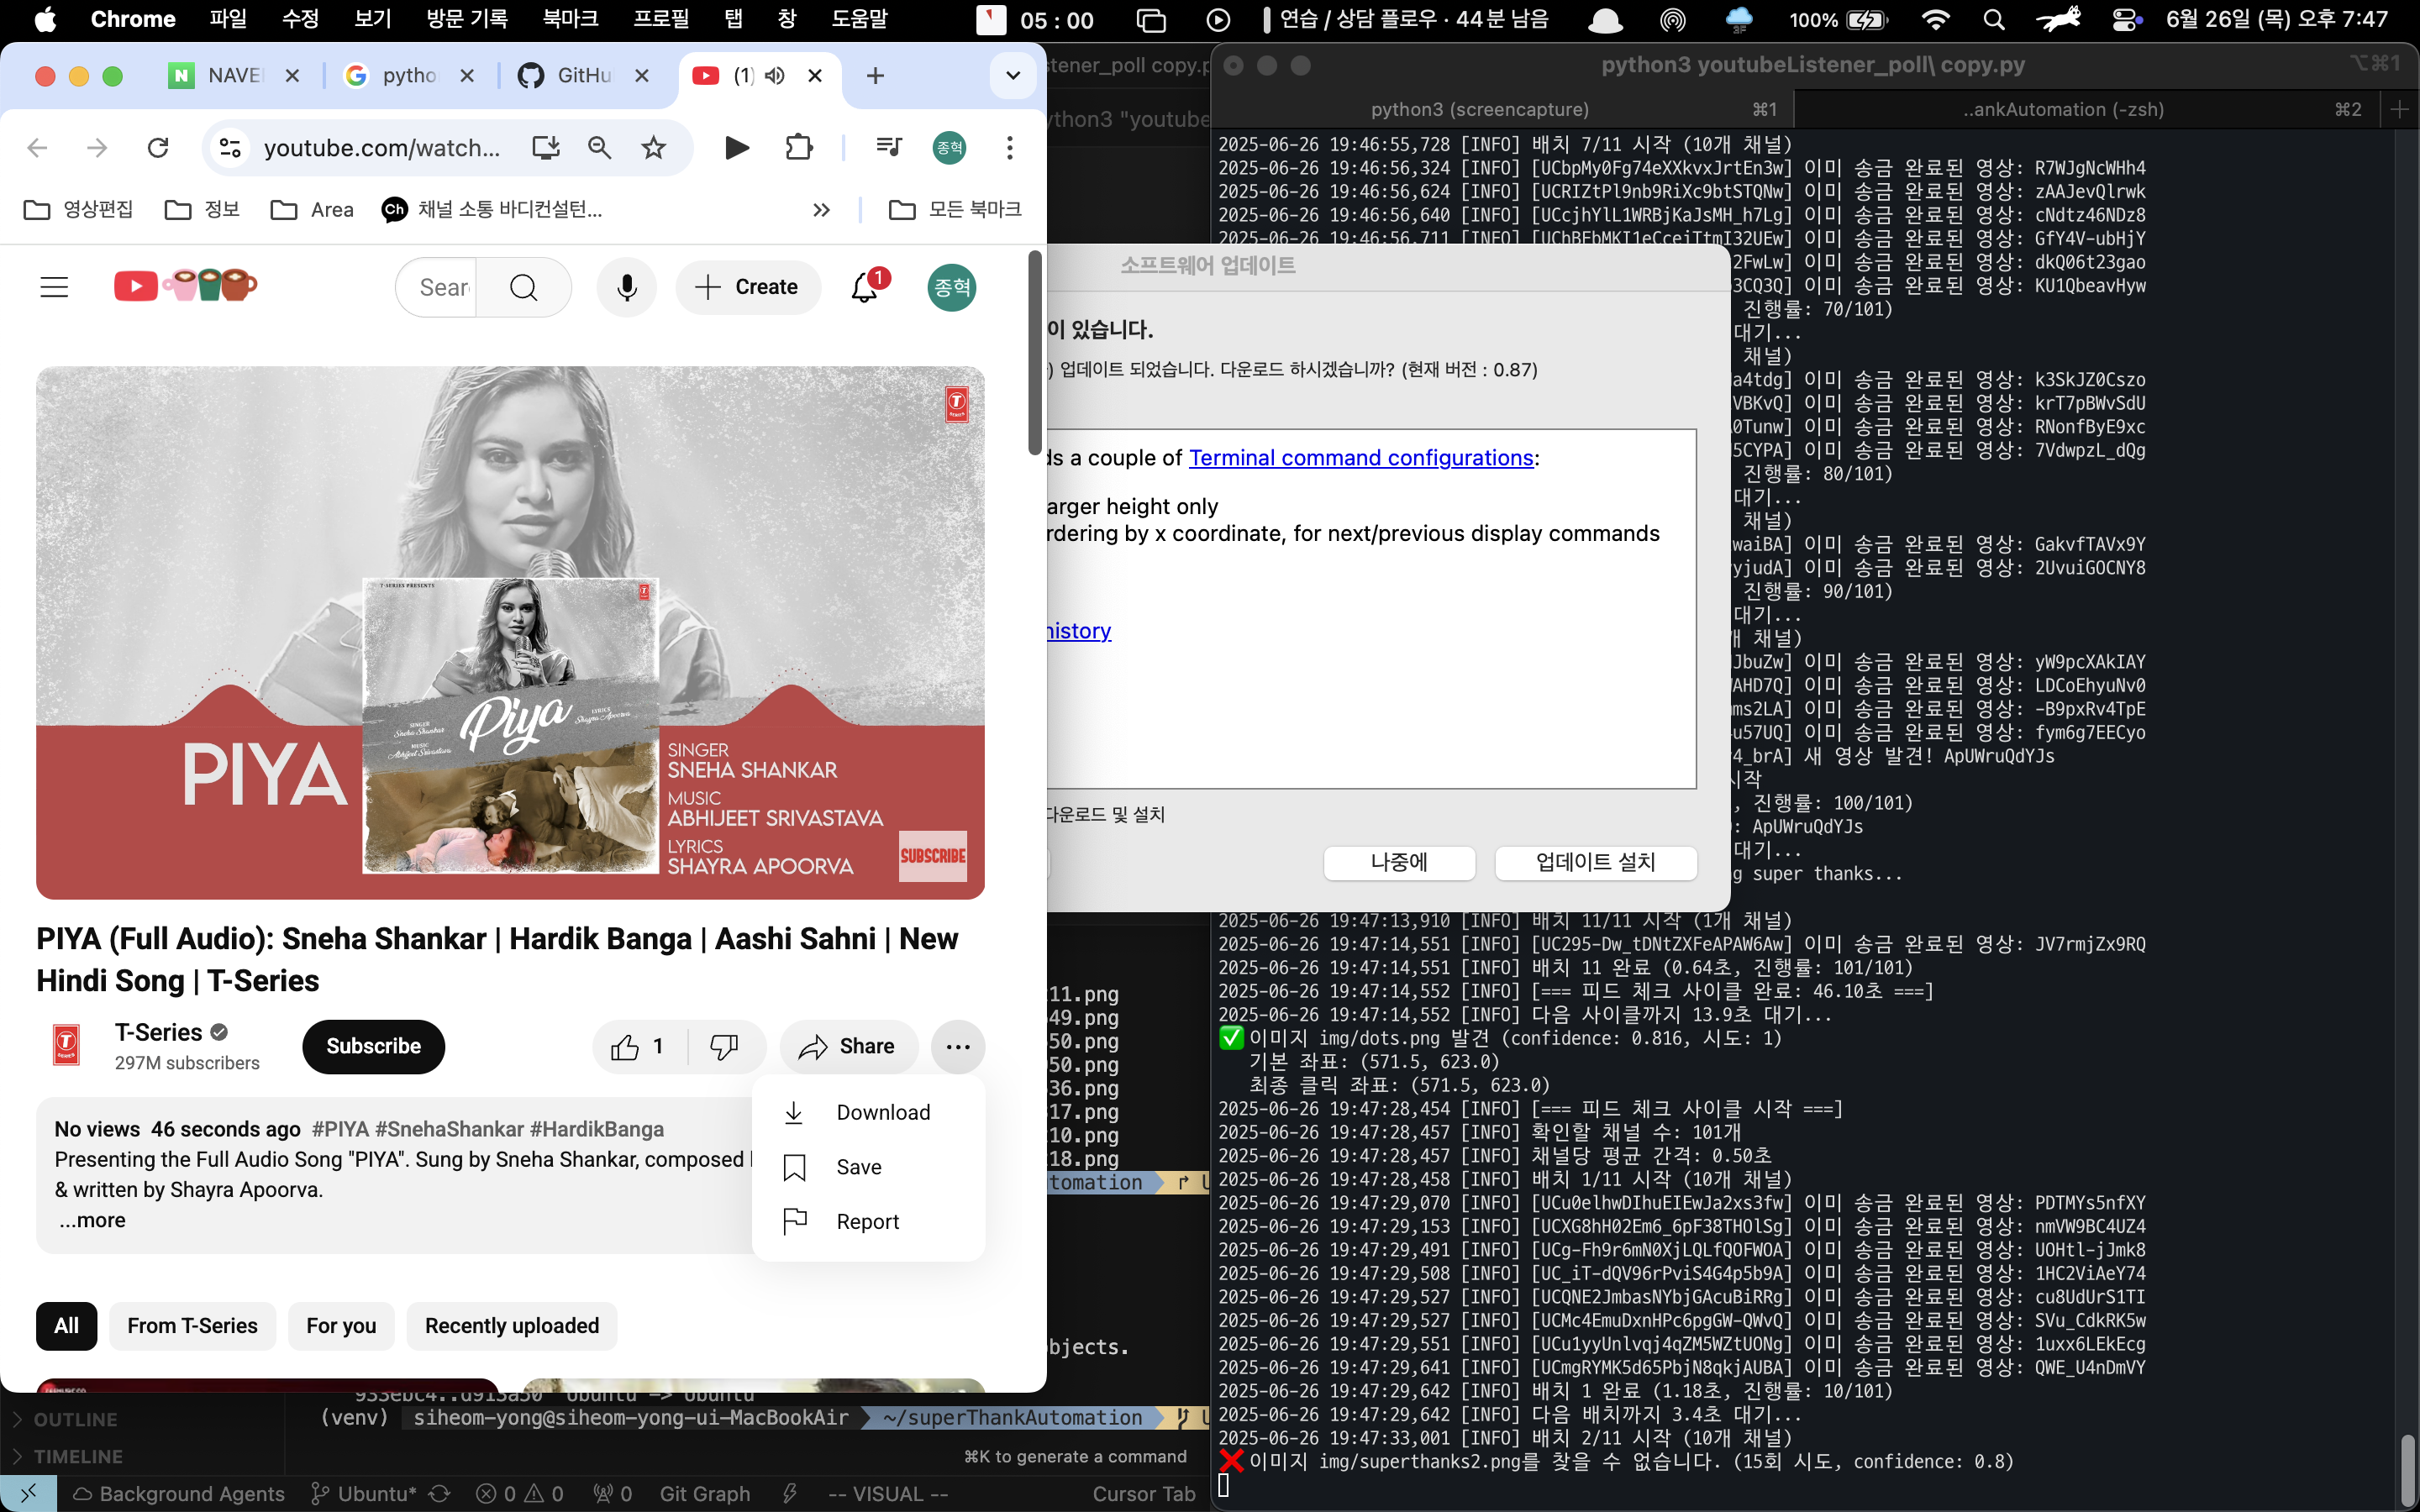 Chrome 파일 수정 보기 방문 기록 북마크 프로필 탭 창 도움말
05 : 00 연습 / 상담 플로우 · 44분 남음 3F 100% 6월 26일 (목) 오후 7:47
NAVE pytho GitHu (1)
youtube.com/watch... 종혁
영상편집 정보 Area Ch 채널 소통 바디컨설턴... 모든 북마크
Sear Create 1 종혁
T-SERIES PRESENTS
Piya
SINGER
Sneha Shankar
LYRICS
Shayra Apoorva
MUSIC
Abhijeet Srivastava
PIYA
SINGER
SNEHA SHANKAR
MUSIC
ABHIJEET SRIVASTAVA
LYRICS
SHAYRA APOORVA
SUBSCRIBE
PIYA (Full Audio): Sneha Shankar | Hardik Banga | Aashi Sahni | New
Hindi Song | T-Series
T-Series
297M subscribers
Subscribe
1 Share
Download
Save
Report
No views 46 seconds ago #PIYA #SnehaShankar #HardikBanga
Presenting the Full Audio Song "PIYA". Sung by Sneha Shankar, composed
& written by Shayra Apoorva.
...more
All From T-Series For you Recently uploaded
stener_poll copy.p
ython3 "youtube
소프트웨어 업데이트
이 있습니다.
) 업데이트 되었습니다. 다운로드 하시겠습니까? (현재 버전 : 0.87)
ds a couple of Terminal command configurations:
arger height only
rdering by x coordinate, for next/previous display commands
history
다운로드 및 설치
나중에 업데이트 설치
11.png
49.png
50.png
50.png
36.png
17.png
10.png
18.png
tomation
bjects.
933ebc4..d913a50 Ubuntu -> Ubuntu
(venv) siheom-yong@siheom-yong-ui-MacBookAir ~/superThankAutomation
⌘K to generate a command
OUTLINE
TIMELINE
Background Agents Ubuntu* 0 0 0 Git Graph -- VISUAL -- Cursor Tab
python3 youtubeListener_poll\ copy.py ⌥⌘1
python3 (screencapture) ⌘1 ..ankAutomation (-zsh) ⌘2
2025-06-26 19:46:55,728 [INFO] 배치 7/11 시작 (10개 채널)
2025-06-26 19:46:56,324 [INFO] [UCbpMy0Fg74eXXkvxJrtEn3w] 이미 송금 완료된 영상: R7WJgNcWHh4
2025-06-26 19:46:56,624 [INFO] [UCRIZtPl9nb9RiXc9btSTQNw] 이미 송금 완료된 영상: zAAJevQlrwk
2025-06-26 19:46:56,640 [INFO] [UCcjhYlL1WRBjKaJsMH_h7Lg] 이미 송금 완료된 영상: cNdtz46NDz8
2025-06-26 19:46:56,711 [INFO] [UChBEbMKI1eCcejTtmI32UEw] 이미 송금 완료된 영상: GfY4V-ubHjY
2FwLw] 이미 송금 완료된 영상: dkQ06t23gao
3CQ3Q] 이미 송금 완료된 영상: KU1QbeavHyw
진행률: 70/101)
대기...
채널)
a4tdg] 이미 송금 완료된 영상: k3SkJZ0Cszo
VBKvQ] 이미 송금 완료된 영상: krT7pBWvSdU
0Tunw] 이미 송금 완료된 영상: RNonfByE9xc
5CYPA] 이미 송금 완료된 영상: 7VdwpzL_dQg
진행률: 80/101)
대기...
채널)
waiBA] 이미 송금 완료된 영상: GakvfTAVx9Y
yjudA] 이미 송금 완료된 영상: 2UvuiGOCNY8
진행률: 90/101)
대기...
개 채널)
JbuZw] 이미 송금 완료된 영상: yW9pcXAkIAY
AHD7Q] 이미 송금 완료된 영상: LDCoEhyuNv0
ms2LA] 이미 송금 완료된 영상: -B9pxRv4TpE
u57UQ] 이미 송금 완료된 영상: fym6g7EECyo
4_brA] 새 영상 발견! ApUWruQdYJs
시작
, 진행률: 100/101)
: ApUWruQdYJs
대기...
g super thanks...
2025-06-26 19:47:13,910 [INFO] 배치 11/11 시작 (1개 채널)
2025-06-26 19:47:14,551 [INFO] [UC295-Dw_tDNtZXFeAPAW6Aw] 이미 송금 완료된 영상: JV7rmjZx9RQ
2025-06-26 19:47:14,551 [INFO] 배치 11 완료 (0.64초, 진행률: 101/101)
2025-06-26 19:47:14,552 [INFO] [=== 피드 체크 사이클 완료: 46.10초 ===]
2025-06-26 19:47:14,552 [INFO] 다음 사이클까지 13.9초 대기...
✅ 이미지 img/dots.png 발견 (confidence: 0.816, 시도: 1)
기본 좌표: (571.5, 623.0)
최종 클릭 좌표: (571.5, 623.0)
2025-06-26 19:47:28,454 [INFO] [=== 피드 체크 사이클 시작 ===]
2025-06-26 19:47:28,457 [INFO] 확인할 채널 수: 101개
2025-06-26 19:47:28,457 [INFO] 채널당 평균 간격: 0.50초
2025-06-26 19:47:28,458 [INFO] 배치 1/11 시작 (10개 채널)
2025-06-26 19:47:29,070 [INFO] [UCu0elhwDIhuEIEwJa2xs3fw] 이미 송금 완료된 영상: PDTMYs5nfXY
2025-06-26 19:47:29,153 [INFO] [UCXG8hH02Em6_6pF38THOlSg] 이미 송금 완료된 영상: nmVW9BC4UZ4
2025-06-26 19:47:29,491 [INFO] [UCg-Fh9r6mN0XjLQLfQOFWOA] 이미 송금 완료된 영상: UOHtl-jJmk8
2025-06-26 19:47:29,508 [INFO] [UC_iT-dQV96rPviS4G4p5b9A] 이미 송금 완료된 영상: 1HC2ViAeY74
2025-06-26 19:47:29,527 [INFO] [UCQNE2JmbasNYbjGAcuBiRRg] 이미 송금 완료된 영상: cu8UdUrS1TI
2025-06-26 19:47:29,527 [INFO] [UCMc4EmuDxnHPc6pgGW-QWvQ] 이미 송금 완료된 영상: SVu_CdkRK5w
2025-06-26 19:47:29,551 [INFO] [UCu1yyUnlvqj4qZM5WZtUONg] 이미 송금 완료된 영상: 1uxx6LEkEcg
2025-06-26 19:47:29,641 [INFO] [UCmgRYMK5d65PbjN8qkjAUBA] 이미 송금 완료된 영상: QWE_U4nDmVY
2025-06-26 19:47:29,642 [INFO] 배치 1 완료 (1.18초, 진행률: 10/101)
2025-06-26 19:47:29,642 [INFO] 다음 배치까지 3.4초 대기...
2025-06-26 19:47:33,001 [INFO] 배치 2/11 시작 (10개 채널)
❌ 이미지 img/superthanks2.png를 찾을 수 없습니다. (15회 시도, confidence: 0.8)